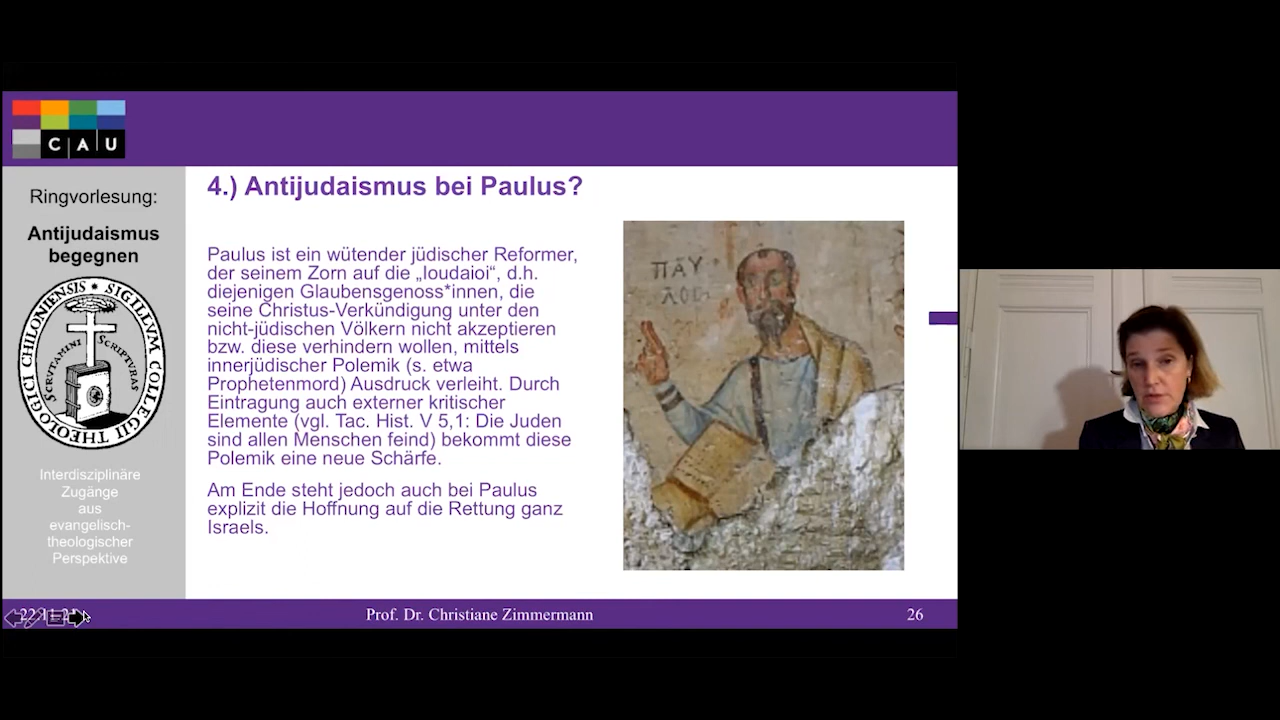 C A U
Ringvorlesung:
Antijudaismus
begegnen
SIGILLVM COLLEGII THEOLOGICI CHILONIENSIS
SCRUTAMINI SCRIPTVRAS
Interdisziplinäre
Zugänge
aus
evangelisch-
theologischer
Perspektive
4.) Antijudaismus bei Paulus?
Paulus ist ein wütender jüdischer Reformer,
der seinem Zorn auf die „Ioudaioi“, d.h.
diejenigen Glaubensgenoss*innen, die
seine Christus-Verkündigung unter den
nicht-jüdischen Völkern nicht akzeptieren
bzw. diese verhindern wollen, mittels
innerjüdischer Polemik (s. etwa
Prophetenmord) Ausdruck verleiht. Durch
Eintragung auch externer kritischer
Elemente (vgl. Tac. Hist. V 5,1: Die Juden
sind allen Menschen feind) bekommt diese
Polemik eine neue Schärfe.
Am Ende steht jedoch auch bei Paulus
explizit die Hoffnung auf die Rettung ganz
Israels.
ΠΑΥ
Prof. Dr. Christiane Zimmermann
26